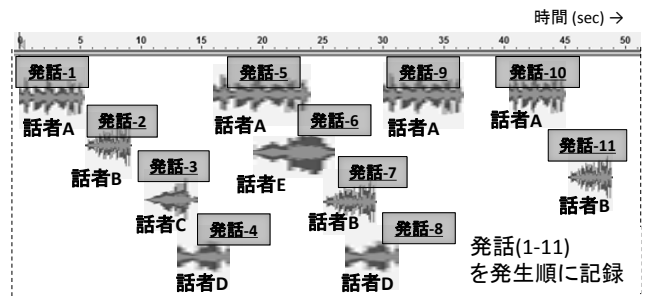 時間 (sec) →
0 5 10 15 20 25 30 35 40 45 50
発話-1
発話-5
発話-9
発話-10
話者A
発話-2
話者A
発話-6
話者A
話者A
話者B
発話-3
話者E
発話-7
発話-11
話者C
発話-4
話者B
発話-8
話者B
話者D
話者D
発話(1-11)
を発生順に記録